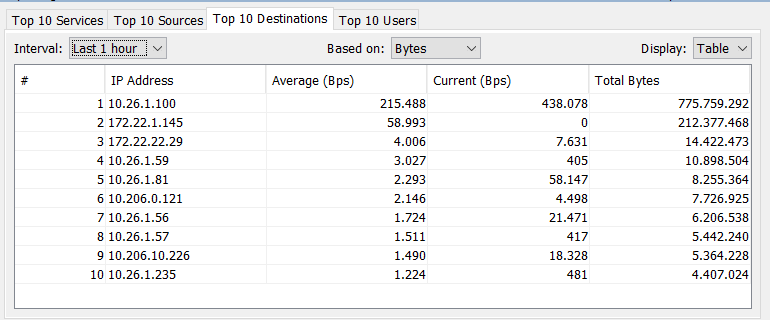 Top 10 Services Top 10 Sources Top 10 Destinations Top 10 Users
Interval: Last 1 hour Based on: Bytes Display: Table
# IP Address Average (Bps) Current (Bps) Total Bytes
1 10.26.1.100 215.488 438.078 775.759.292
2 172.22.1.145 58.993 0 212.377.468
3 172.22.22.29 4.006 7.631 14.422.473
4 10.26.1.59 3.027 405 10.898.504
5 10.26.1.81 2.293 58.147 8.255.364
6 10.206.0.121 2.146 4.498 7.726.925
7 10.26.1.56 1.724 21.471 6.206.538
8 10.26.1.57 1.511 417 5.442.240
9 10.206.10.226 1.490 18.328 5.364.228
10 10.26.1.235 1.224 481 4.407.024